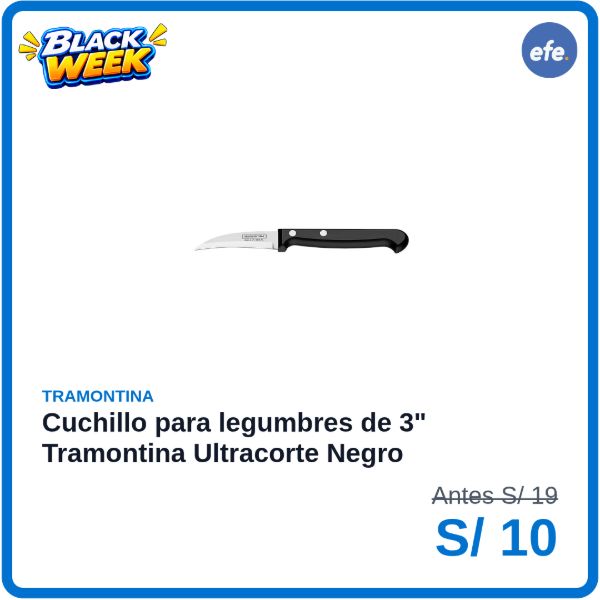 BLACK
WEEK
efe.
TRAMONTINA
Cuchillo para legumbres de 3"
Tramontina Ultracorte Negro
Antes S/ 19
S/ 10